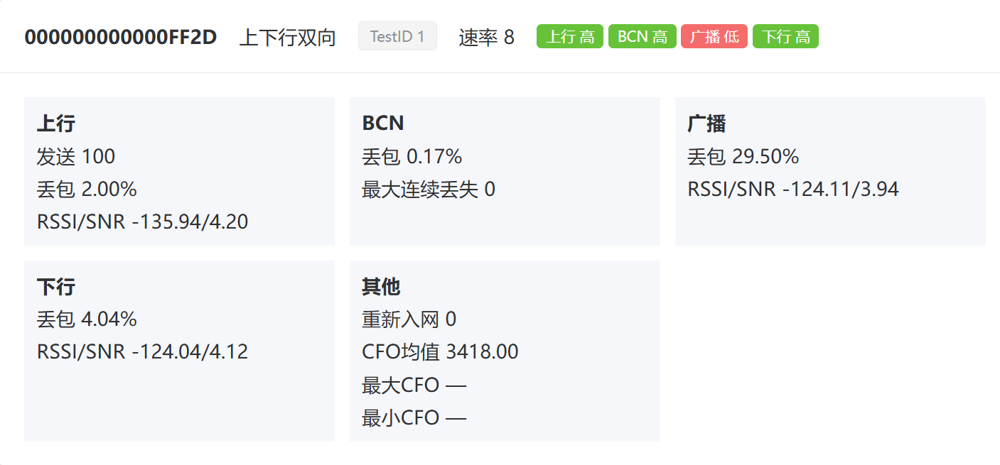 000000000000FF2D 上下行双向 TestID 1 速率 8 上行 高 BCN 高 广播 低 下行 高
上行
发送 100
丢包 2.00%
RSSI/SNR -135.94/4.20
BCN
丢包 0.17%
最大连续丢失 0
广播
丢包 29.50%
RSSI/SNR -124.11/3.94
下行
丢包 4.04%
RSSI/SNR -124.04/4.12
其他
重新入网 0
CFO均值 3418.00
最大CFO —
最小CFO —